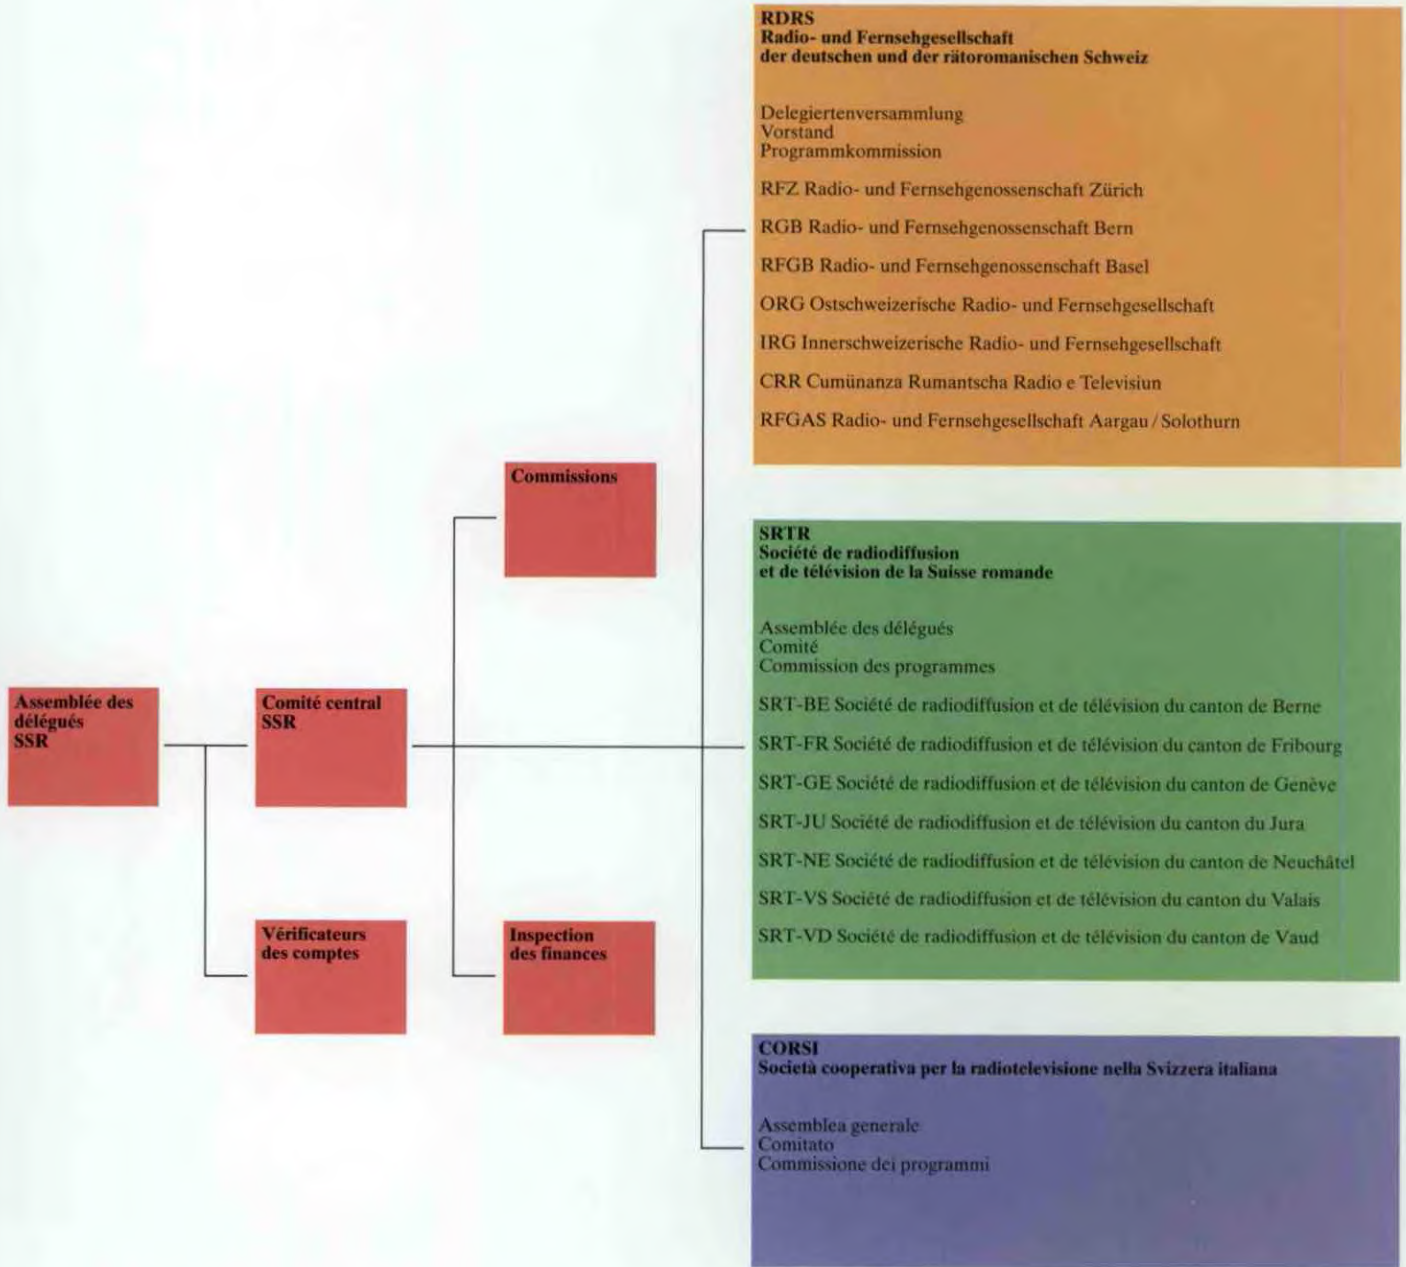 Assemblée des
délégués
SSR
Comité central
SSR
Vérificateurs
des comptes
Commissions
Inspection
des finances
RDRS
Radio- und Fernsehgesellschaft
der deutschen und der rätoromanischen Schweiz
Delegiertenversammlung
Vorstand
Programmkommission
RFZ Radio- und Fernsehgenossenschaft Zürich
RGB Radio- und Fernsehgenossenschaft Bern
RFGB Radio- und Fernsehgenossenschaft Basel
ORG Ostschweizerische Radio- und Fernsehgesellschaft
IRG Innerschweizerische Radio- und Fernsehgesellschaft
CRR Cumünanza Rumantscha Radio e Televisiun
RFGAS Radio- und Fernsehgesellschaft Aargau / Solothurn
SRTR
Société de radiodiffusion
et de télévision de la Suisse romande
Assemblée des délégués
Comité
Commission des programmes
SRT-BE Société de radiodiffusion et de télévision du canton de Berne
SRT-FR Société de radiodiffusion et de télévision du canton de Fribourg
SRT-GE Société de radiodiffusion et de télévision du canton de Genève
SRT-JU Société de radiodiffusion et de télévision du canton du Jura
SRT-NE Société de radiodiffusion et de télévision du canton de Neuchâtel
SRT-VS Société de radiodiffusion et de télévision du canton du Valais
SRT-VD Société de radiodiffusion et de télévision du canton de Vaud
CORSI
Società cooperativa per la radiotelevisione nella Svizzera italiana
Assemblea generale
Comitato
Commissione dei programmi